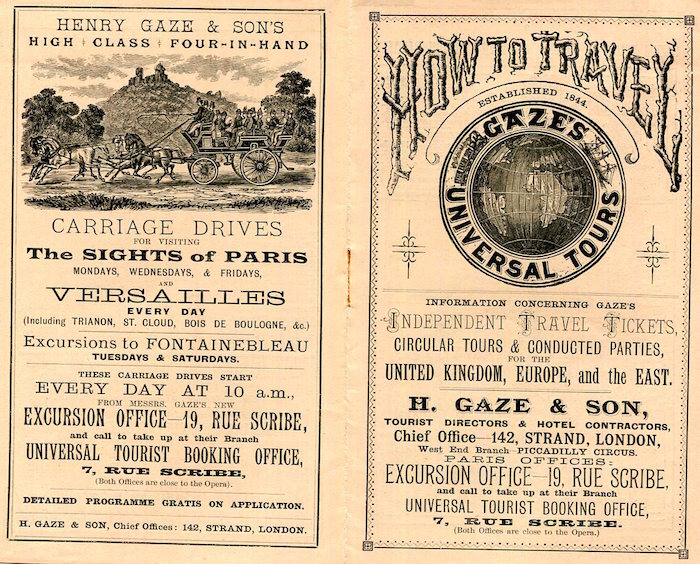 HENRY GAZE & SON'S
HIGH CLASS FOUR-IN-HAND
CARRIAGE DRIVES
FOR VISITING
The SIGHTS of PARIS
MONDAYS, WEDNESDAYS, & FRIDAYS,
AND
VERSAILLES
EVERY DAY
(Including TRIANON, ST. CLOUD, BOIS DE BOULOGNE, &c.)
Excursions to FONTAINEBLEAU
TUESDAYS & SATURDAYS.
THESE CARRIAGE DRIVES START
EVERY DAY AT 10 a.m.,
FROM MESSRS. GAZE'S NEW
EXCURSION OFFICE—19, RUE SCRIBE,
and call to take up at their Branch
UNIVERSAL TOURIST BOOKING OFFICE,
7, RUE SCRIBE,
(Both Offices are close to the Opera).
DETAILED PROGRAMME GRATIS ON APPLICATION.
H. GAZE & SON, Chief Offices: 142, STRAND, LONDON.
HOW TO TRAVEL
ESTABLISHED 1844.
GAZE'S
UNIVERSAL TOURS
INFORMATION CONCERNING GAZE'S
INDEPENDENT TRAVEL TICKETS,
CIRCULAR TOURS & CONDUCTED PARTIES,
FOR THE
UNITED KINGDOM, EUROPE, and the EAST.
H. GAZE & SON,
TOURIST DIRECTORS & HOTEL CONTRACTORS,
Chief Office—142, STRAND, LONDON,
West End Branch—PICCADILLY CIRCUS.
PARIS OFFICES:
EXCURSION OFFICE—19, RUE SCRIBE,
and call to take up at their Branch
UNIVERSAL TOURIST BOOKING OFFICE,
7, RUE SCRIBE.
(Both Offices are close to the Opera.)